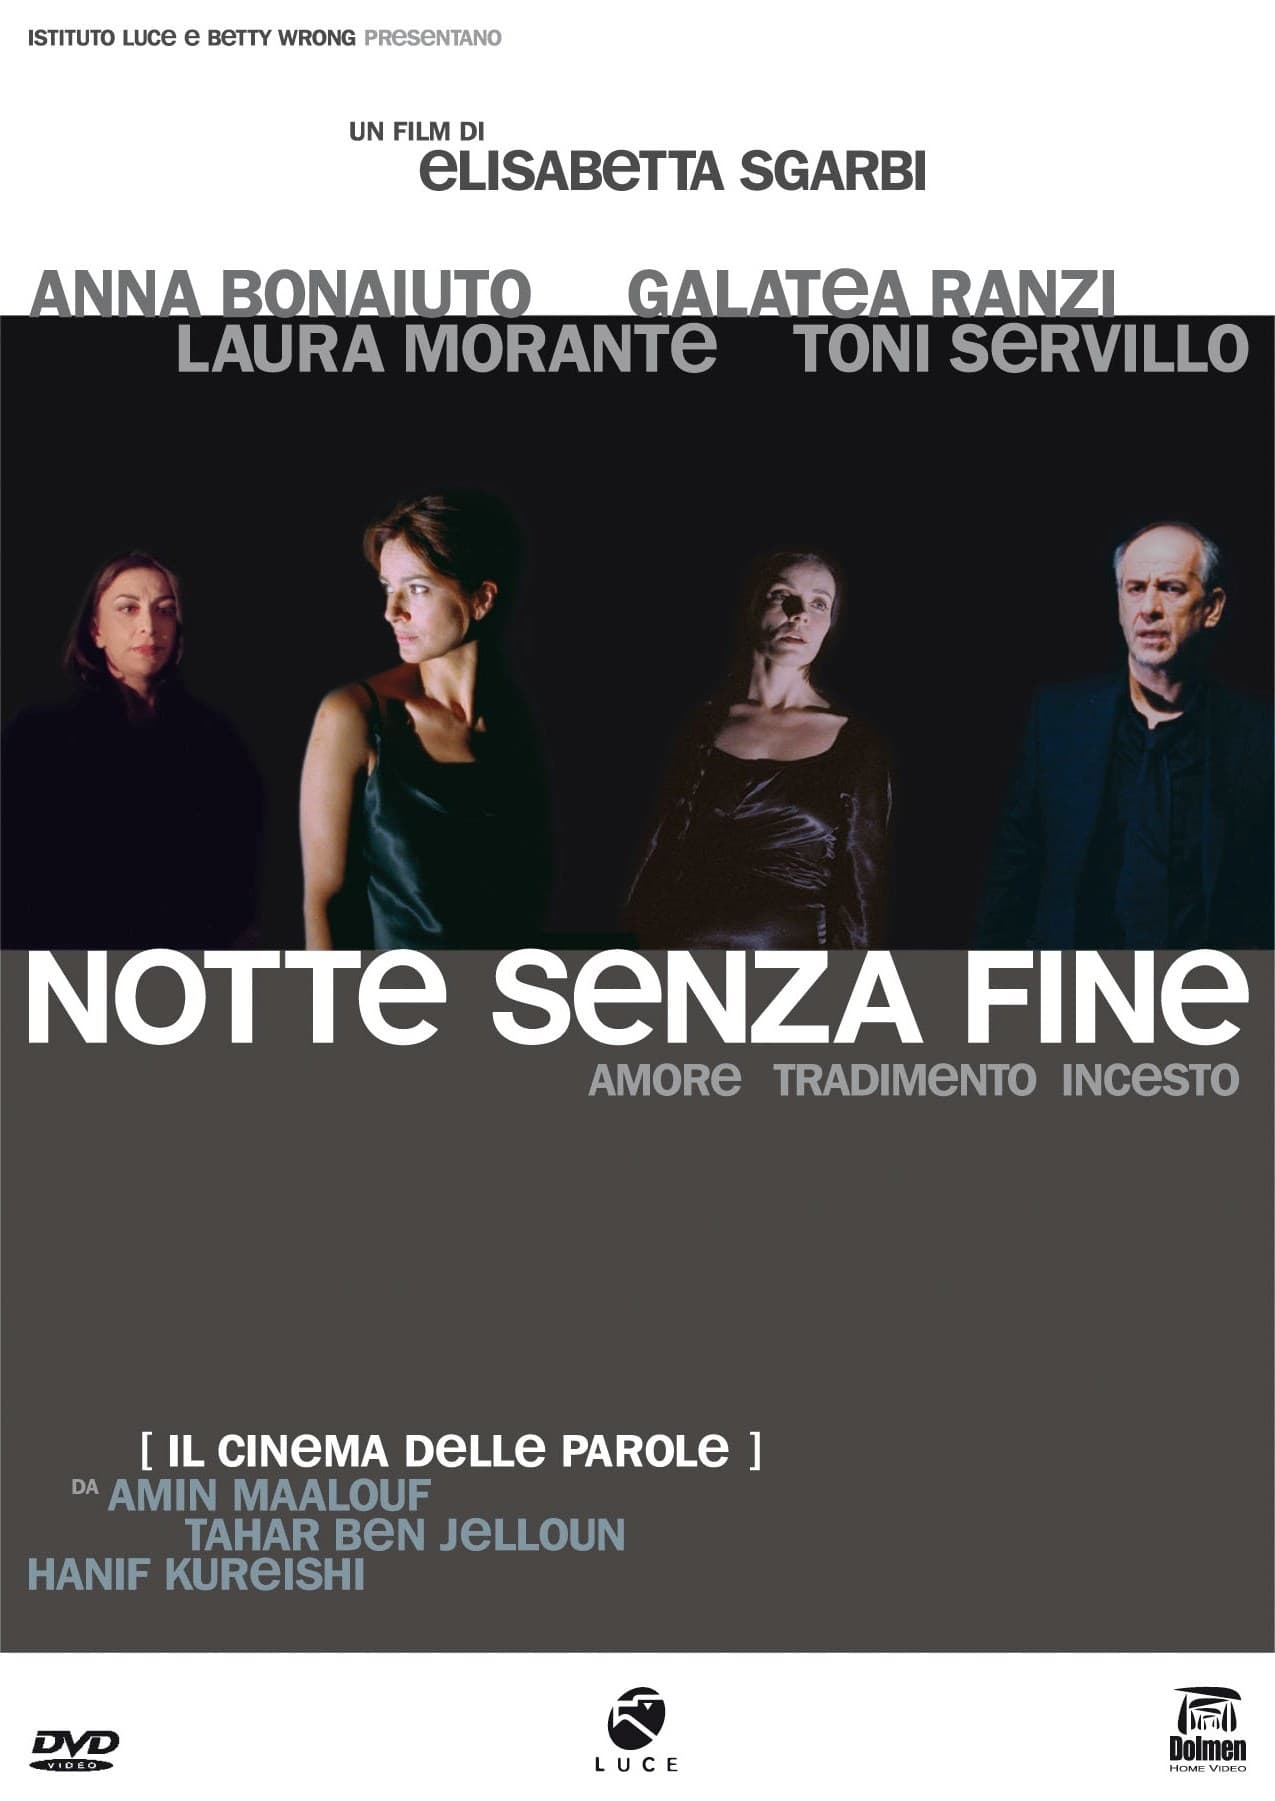 ISTITUTO LUCE E BETTY WRONG PRESENTANO
UN FILM DI
ELISABETTA SGARBI
ANNA BONAIUTO GALATEA RANZI
LAURA MORANTE TONI SERVILLO
NOTTE SENZA FINE
AMORE TRADIMENTO INCESTO
[ IL CINEMA DELLE PAROLE ]
DA AMIN MAALOUF
TAHAR BEN JELLOUN
HANIF KUREISHI
DVD
VIDEO
LUCE
Dolmen
HOME VIDEO